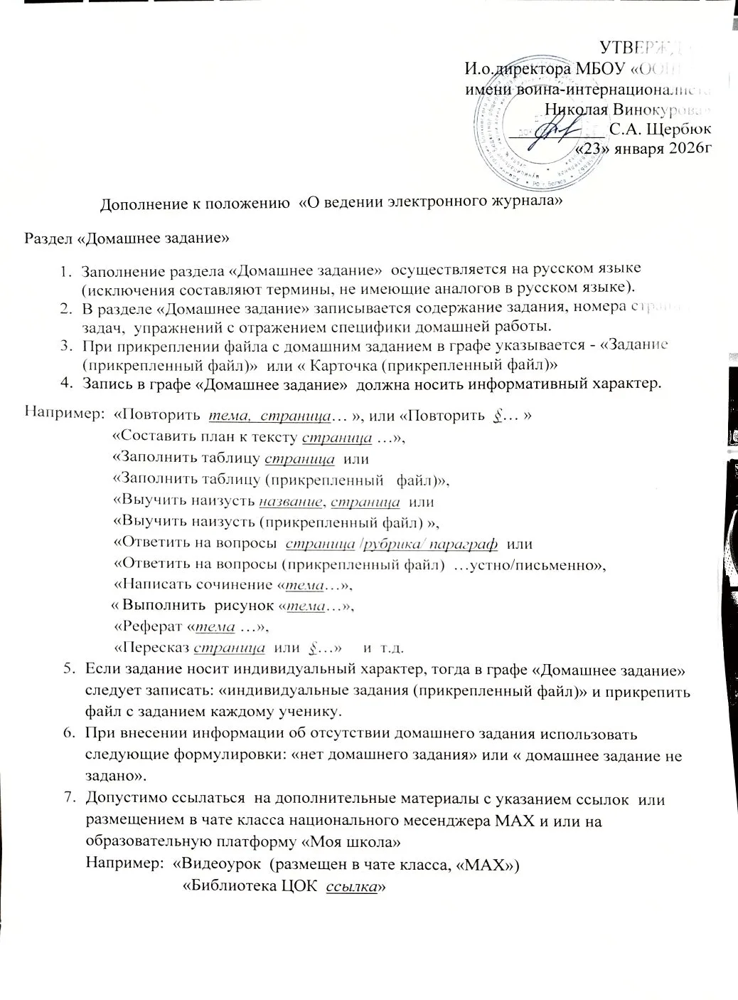 УТВЕРЖД
И.о.директора МБОУ «ООШ
имени воина-интернационалиста
Николая Винокурова»
С.А. Щербюк
«23» января 2026г
Дополнение к положению «О ведении электронного журнала»
Раздел «Домашнее задание»
1. Заполнение раздела «Домашнее задание» осуществляется на русском языке
(исключения составляют термины, не имеющие аналогов в русском языке).
2. В разделе «Домашнее задание» записывается содержание задания, номера
задач, упражнений с отражением специфики домашней работы.
3. При прикреплении файла с домашним заданием в графе указывается - «Задание
(прикрепленный файл)» или « Карточка (прикрепленный файл)»
4. Запись в графе «Домашнее задание» должна носить информативный характер.
Например: «Повторить тема, страница… », или «Повторить §… »
«Составить план к тексту страница …»,
«Заполнить таблицу страница или
«Заполнить таблицу (прикрепленный файл)»,
«Выучить наизусть название, страница или
«Выучить наизусть (прикрепленный файл) »,
«Ответить на вопросы страница /рубрика/ параграф или
«Ответить на вопросы (прикрепленный файл) …устно/письменно»,
«Написать сочинение «тема…»,
« Выполнить рисунок «тема…»,
«Реферат «тема …»,
«Пересказ страница или §…» и т.д.
5. Если задание носит индивидуальный характер, тогда в графе «Домашнее задание»
следует записать: «индивидуальные задания (прикрепленный файл)» и прикрепить
файл с заданием каждому ученику.
6. При внесении информации об отсутствии домашнего задания использовать
следующие формулировки: «нет домашнего задания» или « домашнее задание не
задано».
7. Допустимо ссылаться на дополнительные материалы с указанием ссылок или
размещением в чате класса национального месенджера МАХ и или на
образовательную платформу «Моя школа»
Например: «Видеоурок (размещен в чате класса, «МАХ»)
«Библиотека ЦОК ссылка»